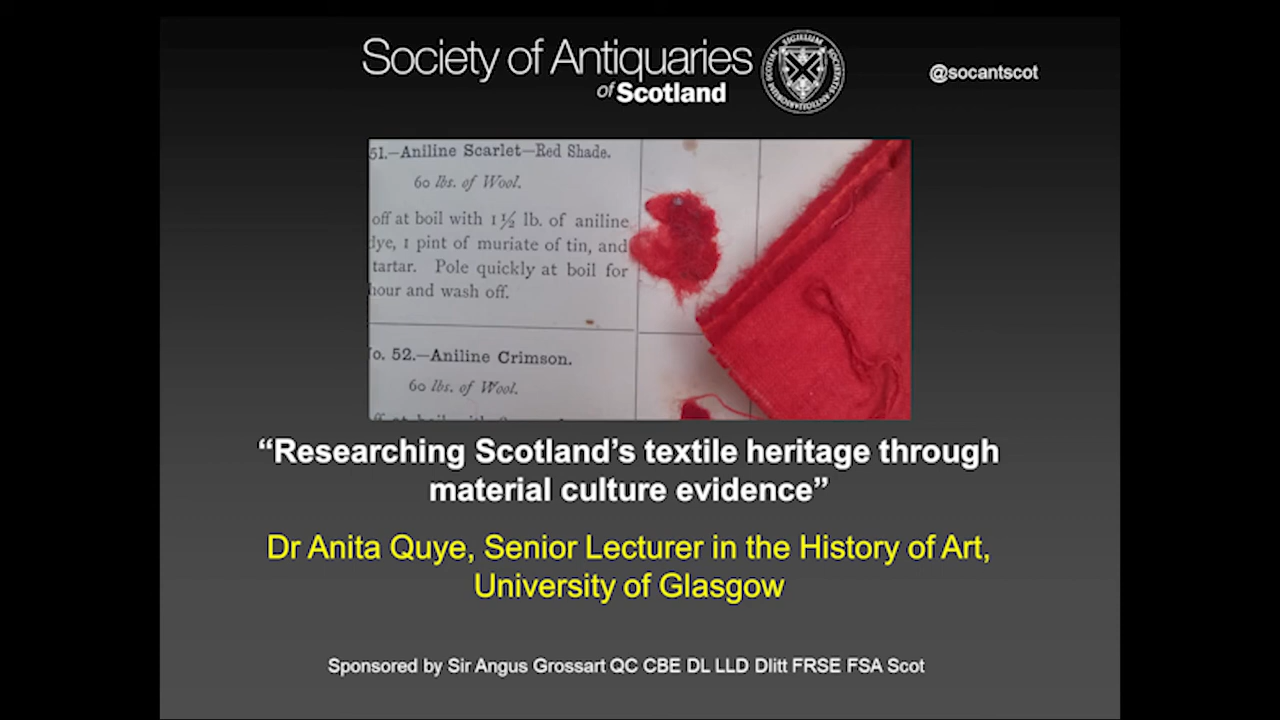 Society of Antiquaries
of Scotland
@socantscot
51.—Aniline Scarlet—Red Shade.
60 lbs. of Wool.
off at boil with 1½ lb. of aniline
dye, 1 pint of muriate of tin, and
tartar. Pole quickly at boil for
hour and wash off.
o. 52.—Aniline Crimson.
60 lbs. of Wool.
“Researching Scotland’s textile heritage through
material culture evidence”
Dr Anita Quye, Senior Lecturer in the History of Art,
University of Glasgow
Sponsored by Sir Angus Grossart QC CBE DL LLD Dlitt FRSE FSA Scot